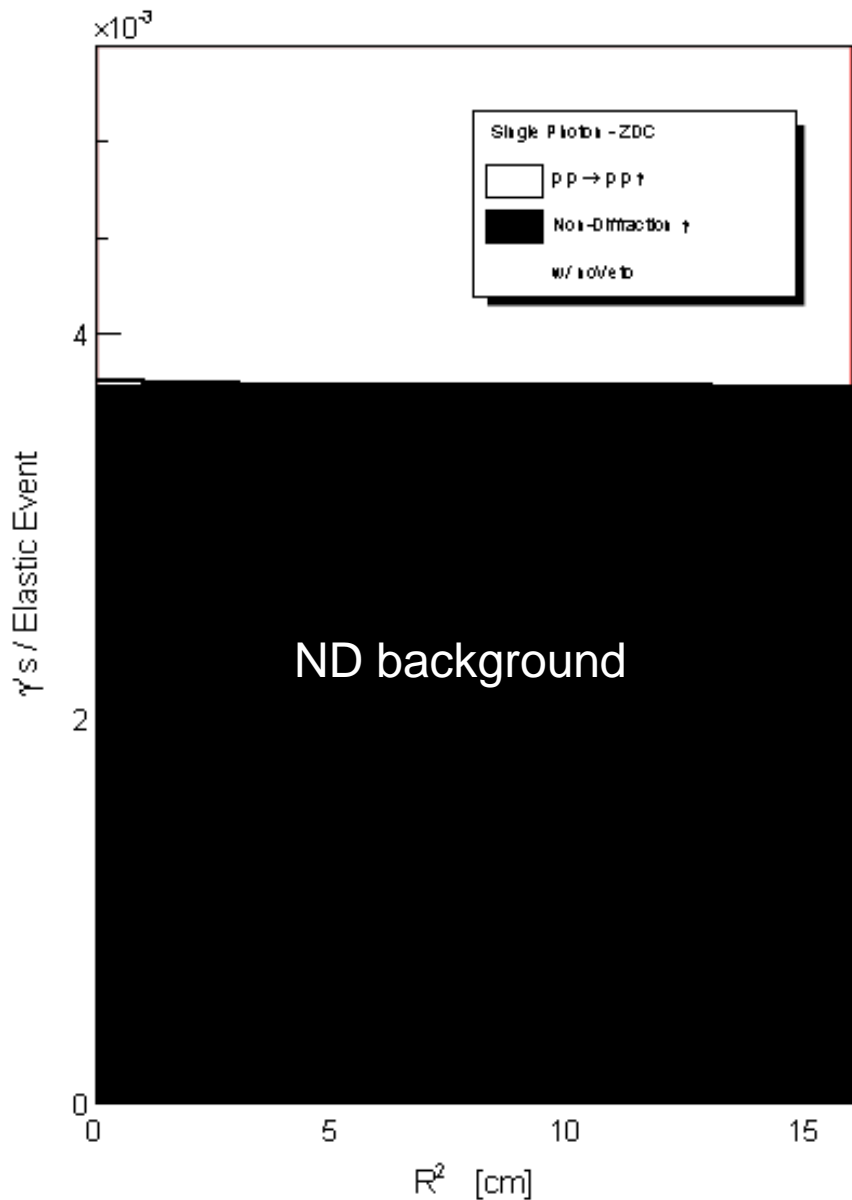 ×10⁻³
Single Photon - ZDC
pp → pp γ
Non-Diffraction γ
w/ noVeto
4
γ's / Elastic Event
ND background
2
0
0 5 10 15
R² [cm]